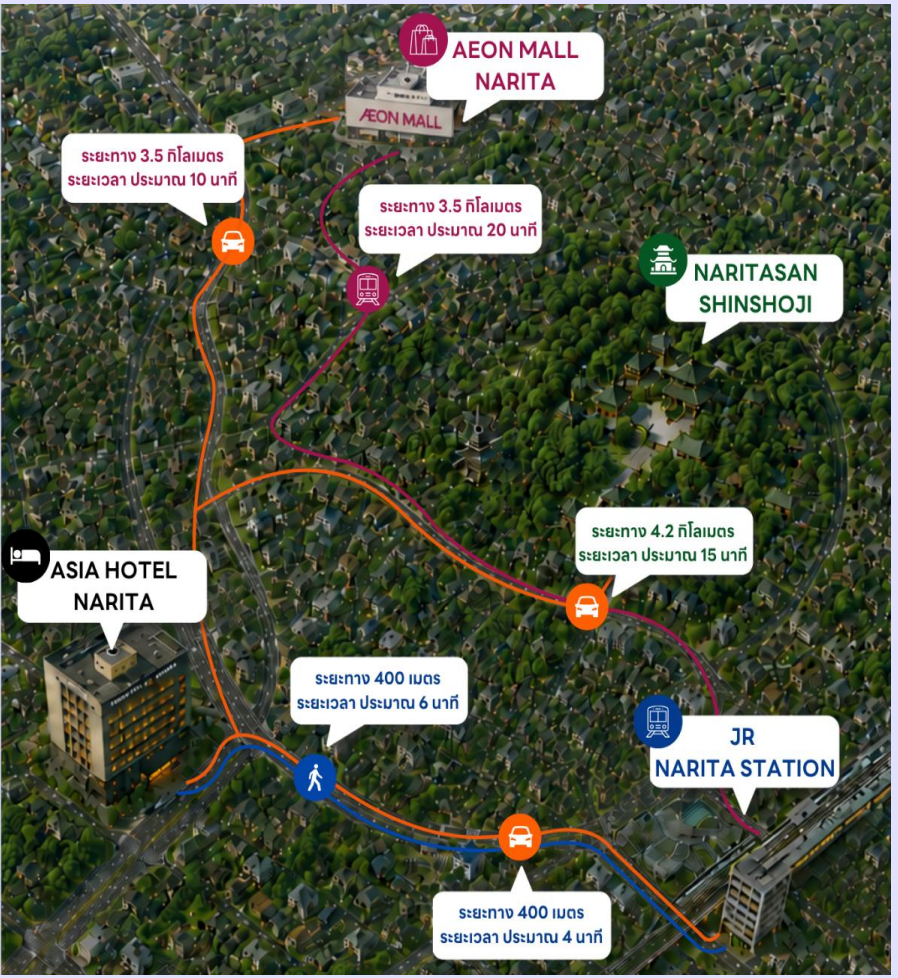 AEON MALL
NARITA
ÆON MALL
ระยะทาง 3.5 กิโลเมตร
ระยะเวลา ประมาณ 10 นาที
ระยะทาง 3.5 กิโลเมตร
ระยะเวลา ประมาณ 20 นาที
NARITASAN
SHINSHOJI
ระยะทาง 4.2 กิโลเมตร
ระยะเวลา ประมาณ 15 นาที
ASIA HOTEL
NARITA
ระยะทาง 400 เมตร
ระยะเวลา ประมาณ 6 นาที
JR
NARITA STATION
ระยะทาง 400 เมตร
ระยะเวลา ประมาณ 4 นาที